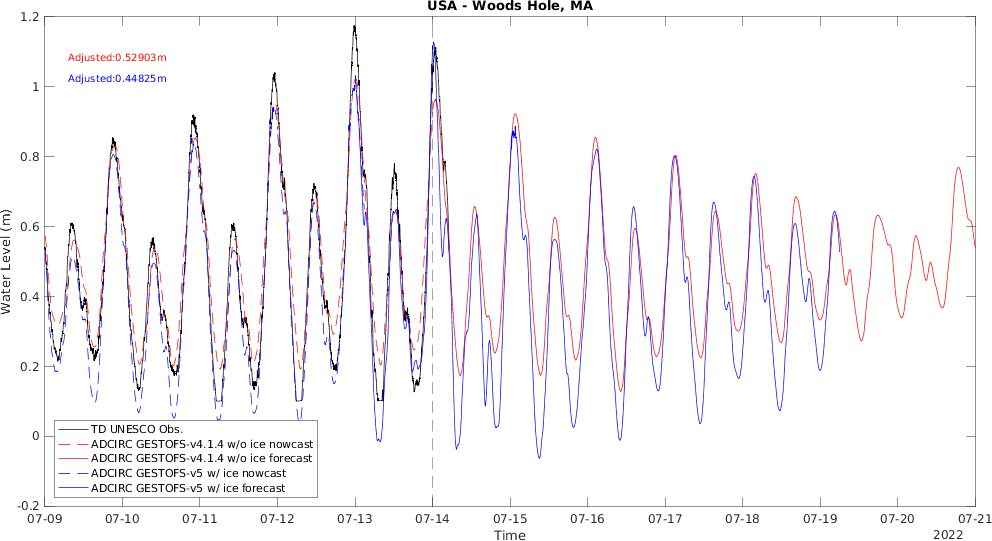 USA - Woods Hole, MA
1.2
1
0.8
0.6
0.4
0.2
0
-0.2
Water Level (m)
Adjusted:0.52903m
Adjusted:0.44825m
TD UNESCO Obs.
ADCIRC GESTOFS-v4.1.4 w/o ice nowcast
ADCIRC GESTOFS-v4.1.4 w/o ice forecast
ADCIRC GESTOFS-v5 w/ ice nowcast
ADCIRC GESTOFS-v5 w/ ice forecast
07-09 07-10 07-11 07-12 07-13 07-14 07-15 07-16 07-17 07-18 07-19 07-20 07-21
Time
2022